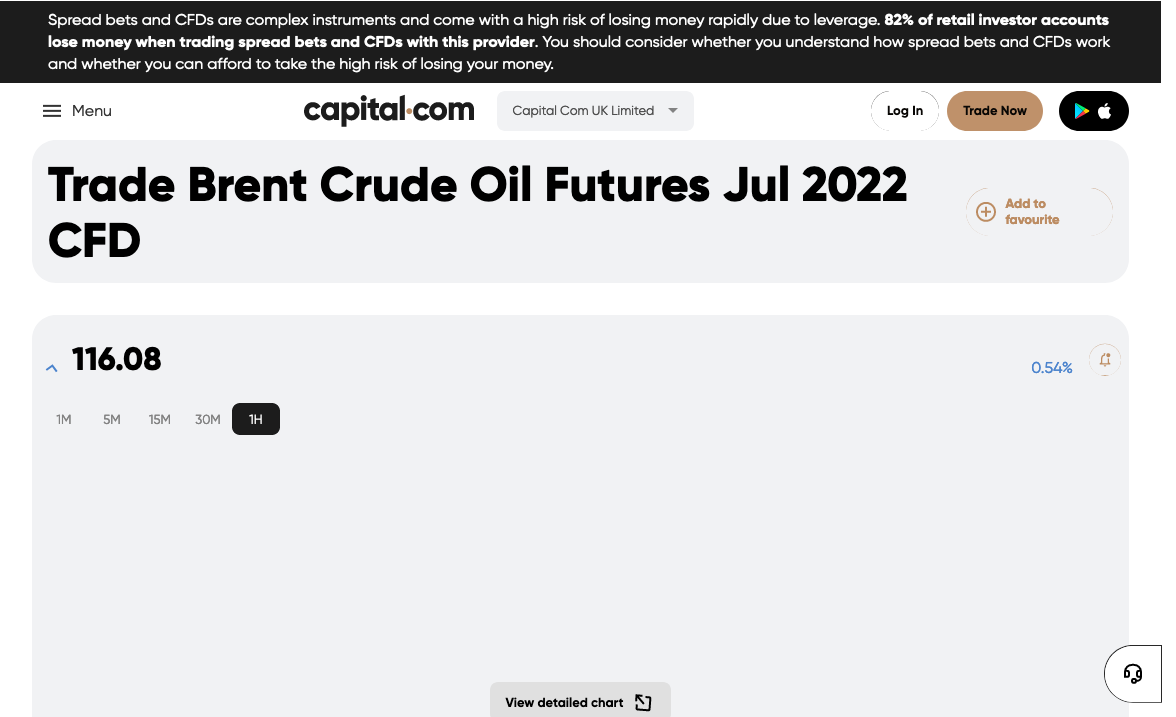 Spread bets and CFDs are complex instruments and come with a high risk of losing money rapidly due to leverage. 82% of retail investor accounts
lose money when trading spread bets and CFDs with this provider. You should consider whether you understand how spread bets and CFDs work
and whether you can afford to take the high risk of losing your money.
Menu
capital.com
Capital Com UK Limited
Log In
Trade Now
Trade Brent Crude Oil Futures Jul 2022
CFD
Add to
favourite
116.08
0.54%
1M 5M 15M 30M 1H
View detailed chart